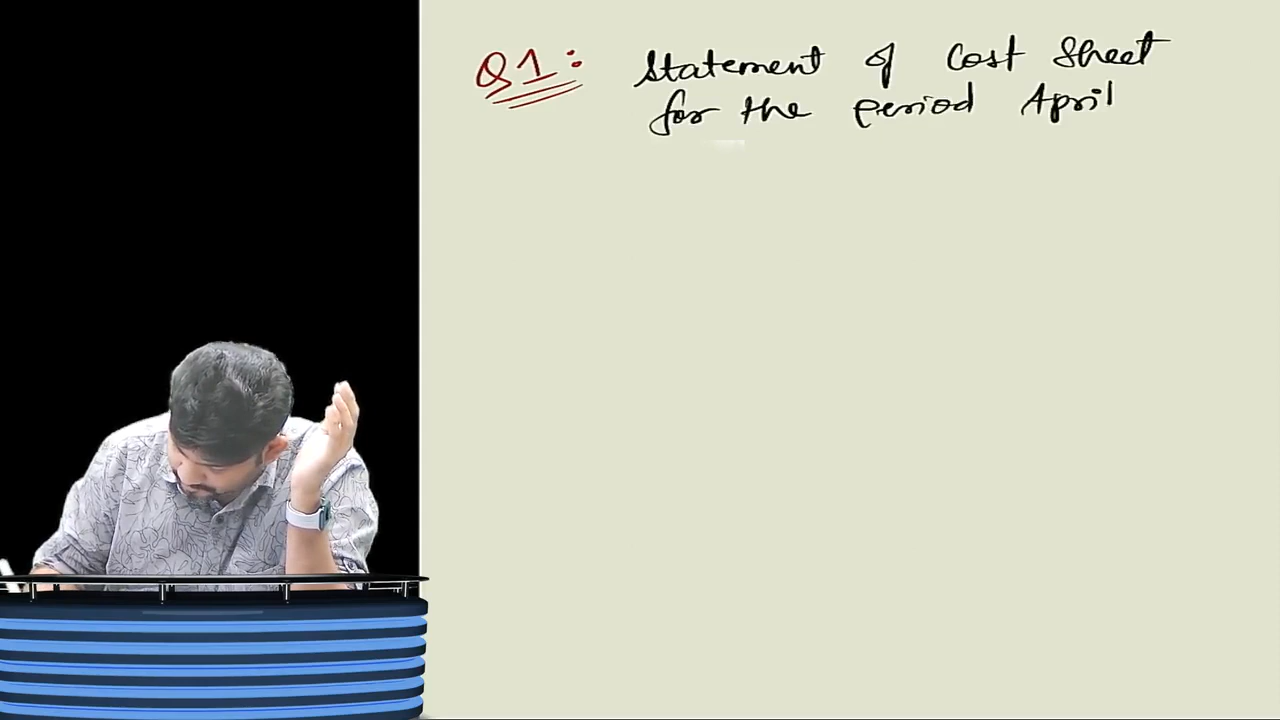 Q1: Statement of Cost Sheet
for the period April